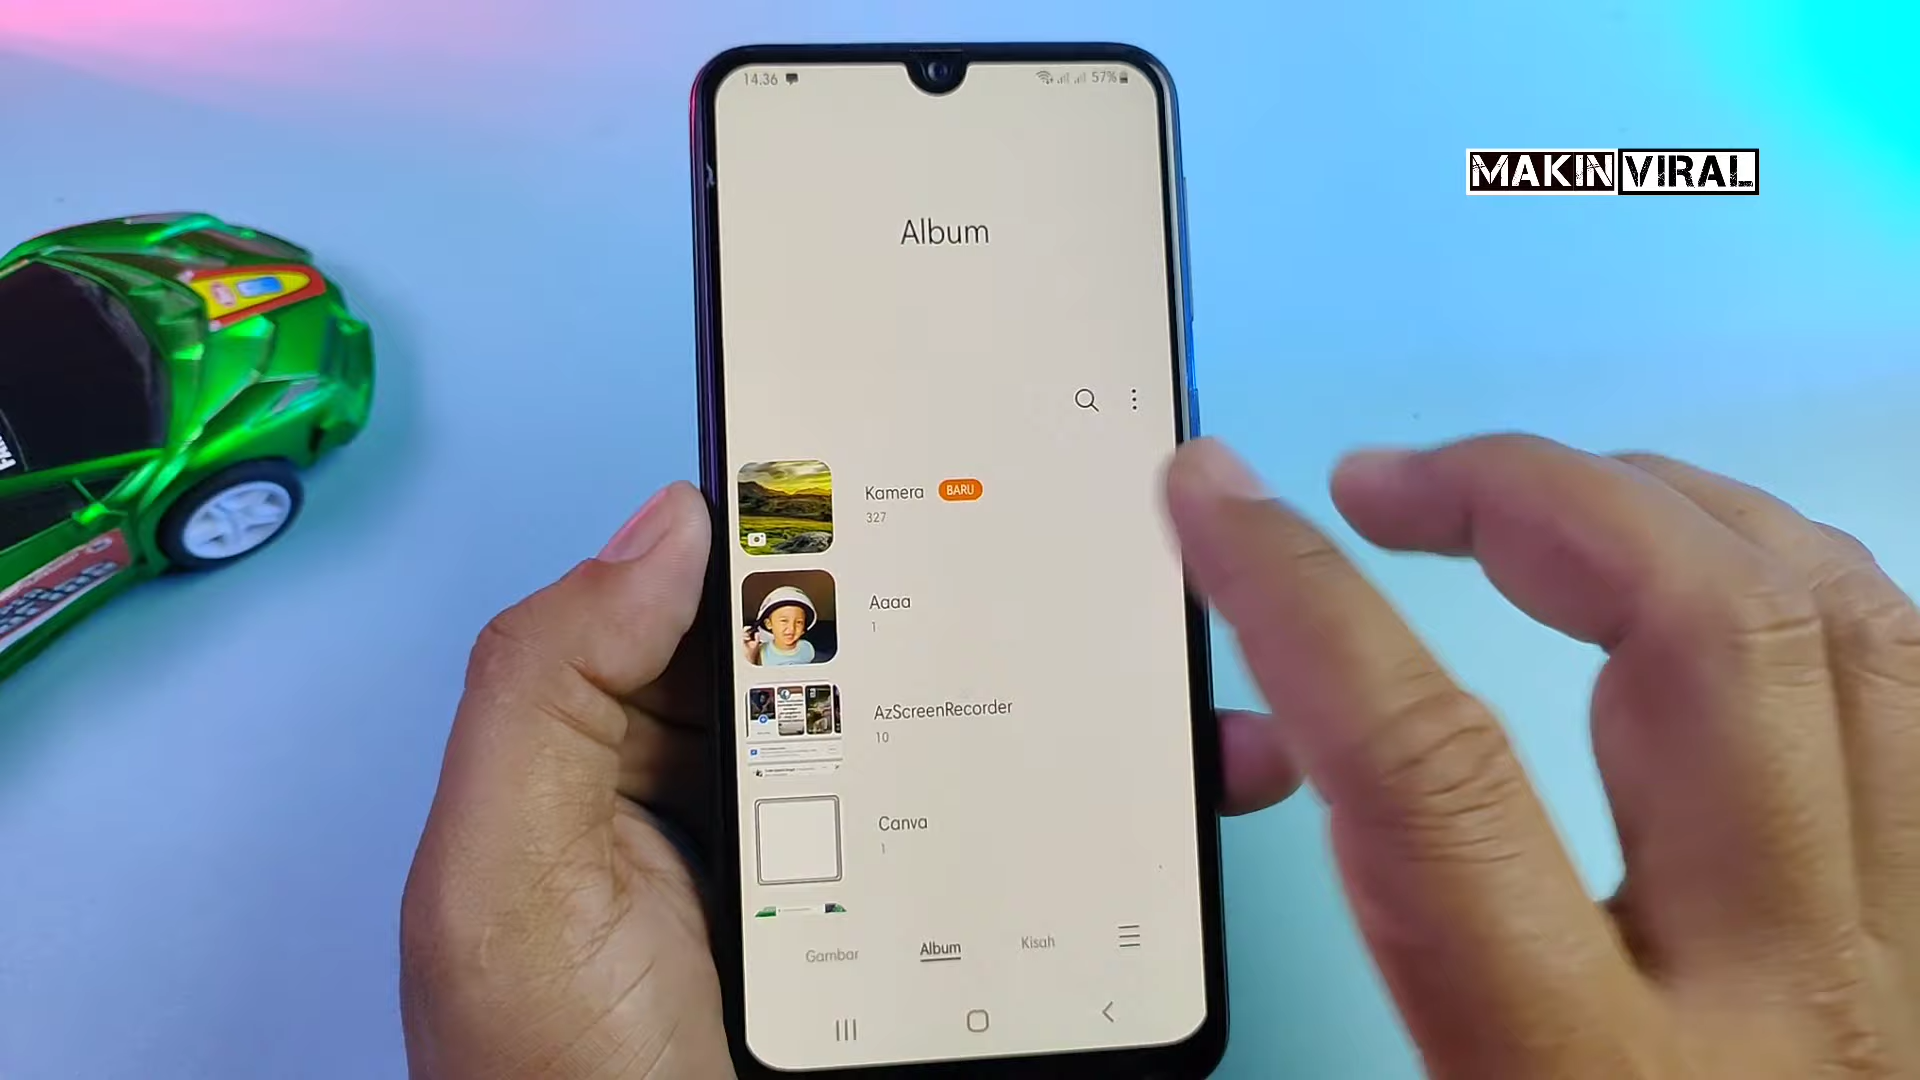 14.36
57%
MAKIN VIRAL
Album
Kamera BARU
327
Aaaa
1
AzScreenRecorder
10
Canva
1
Gambar Album Kisah